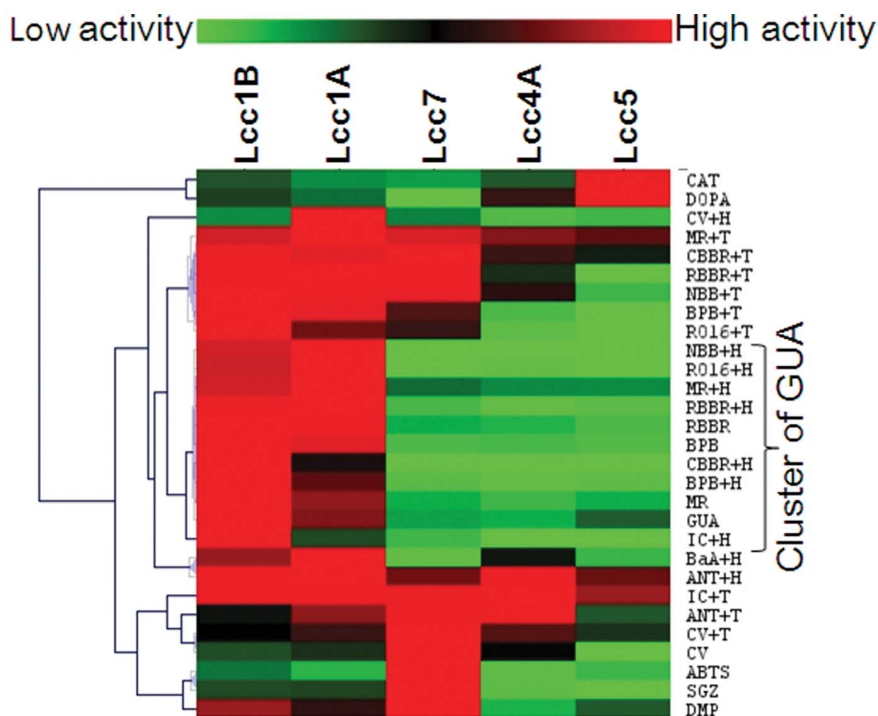 Low activity
High activity
Lcc1B
Lcc1A
Lcc7
Lcc4A
Lcc5
CAT
DOPA
CV+H
MR+T
CBBR+T
RBBR+T
NBB+T
BPB+T
RO16+T
NBB+H
RO16+H
MR+H
RBBR+H
RBBR
BPB
CBBR+H
BPB+H
MR
GUA
IC+H
BaA+H
ANT+H
IC+T
ANT+T
CV+T
CV
ABTS
SGZ
DMP
Cluster of GUA